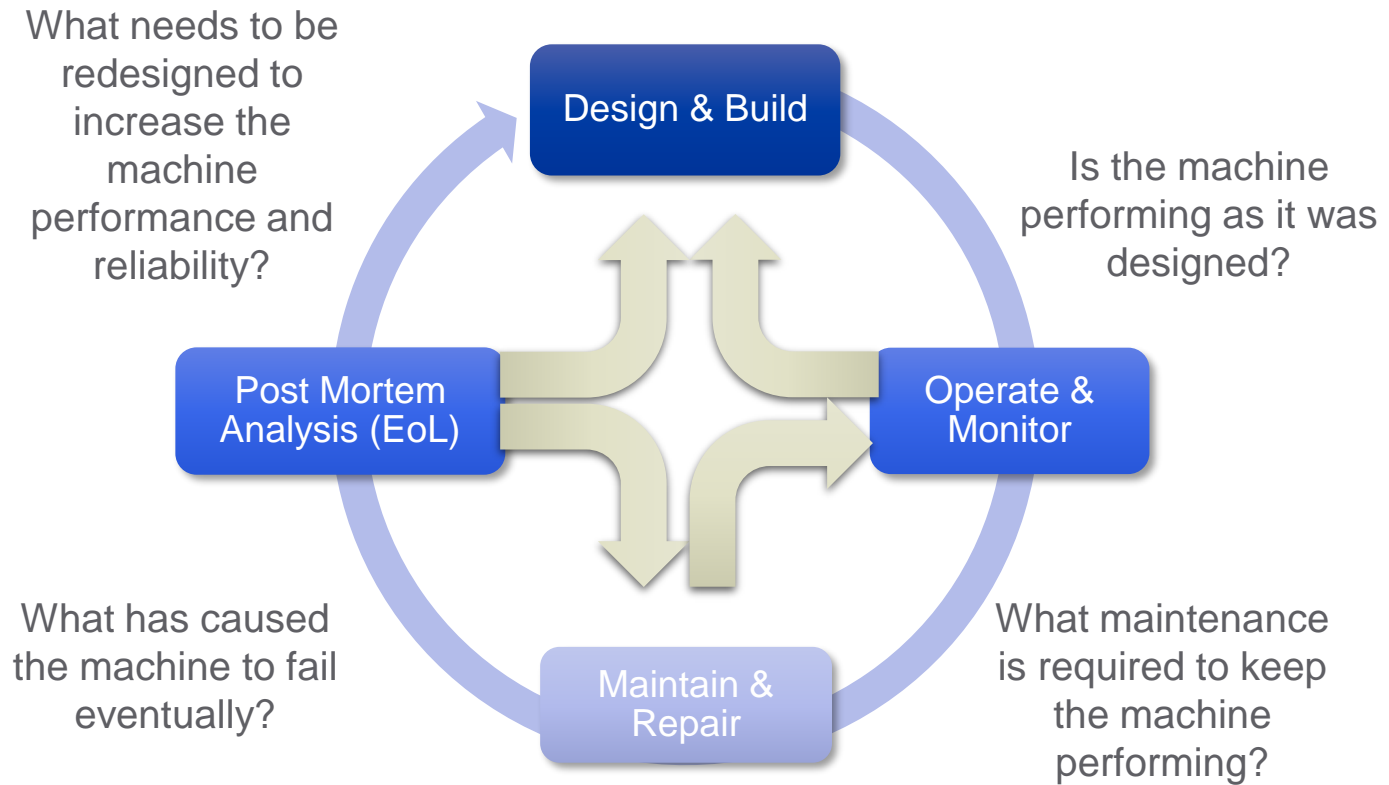 What needs to be
redesigned to
increase the
machine
performance and
reliability?
Design & Build
Is the machine
performing as it was
designed?
Post Mortem
Analysis (EoL)
Operate &
Monitor
What has caused
the machine to fail
eventually?
Maintain &
Repair
What maintenance
is required to keep
the machine
performing?